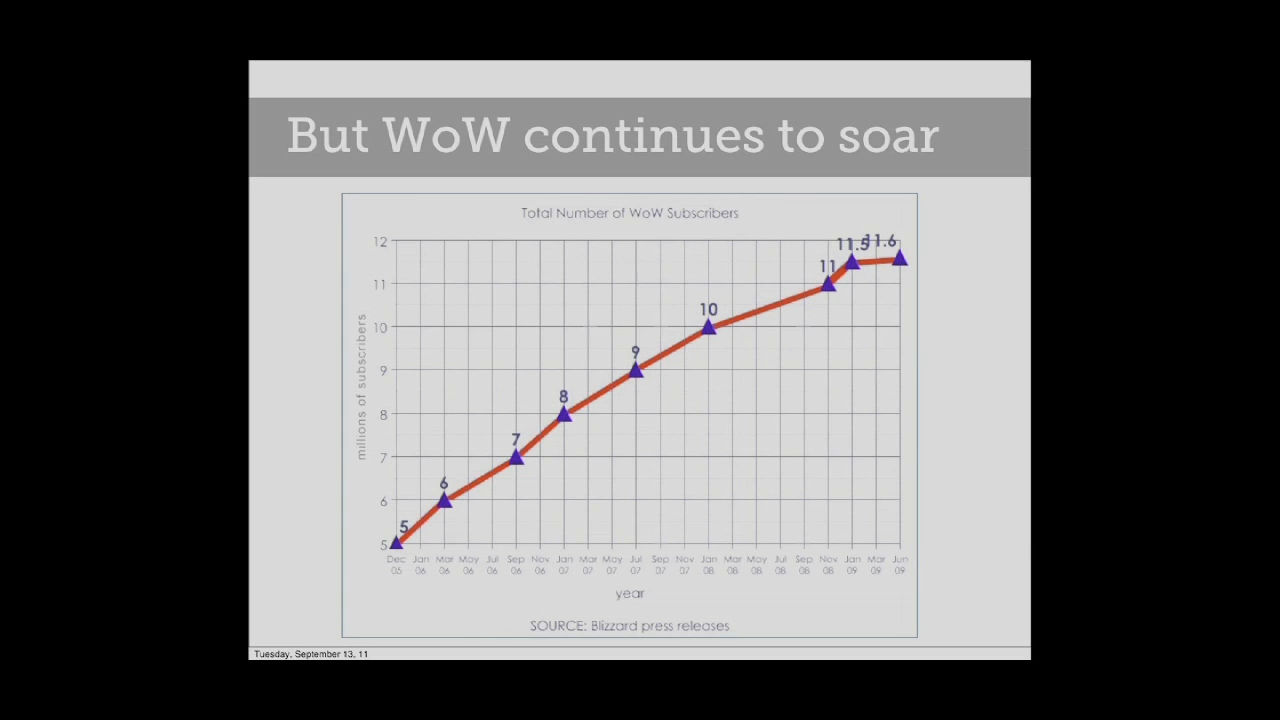 But WoW continues to soar
Total Number of WoW Subscribers
12
11
10
9
8
7
6
5
millions of subscribers
5
6
7
8
9
10
11
11.5
11.6
Dec 05 Jan 06 Mar 06 May 06 Jul 06 Sep 06 Nov 06 Jan 07 Mar 07 May 07 Jul 07 Sep 07 Nov 07 Jan 08 Mar 08 May 08 Jul 08 Sep 08 Nov 08 Jan 09 Mar 09 Jun 09
year
SOURCE: Blizzard press releases
Tuesday, September 13, 11